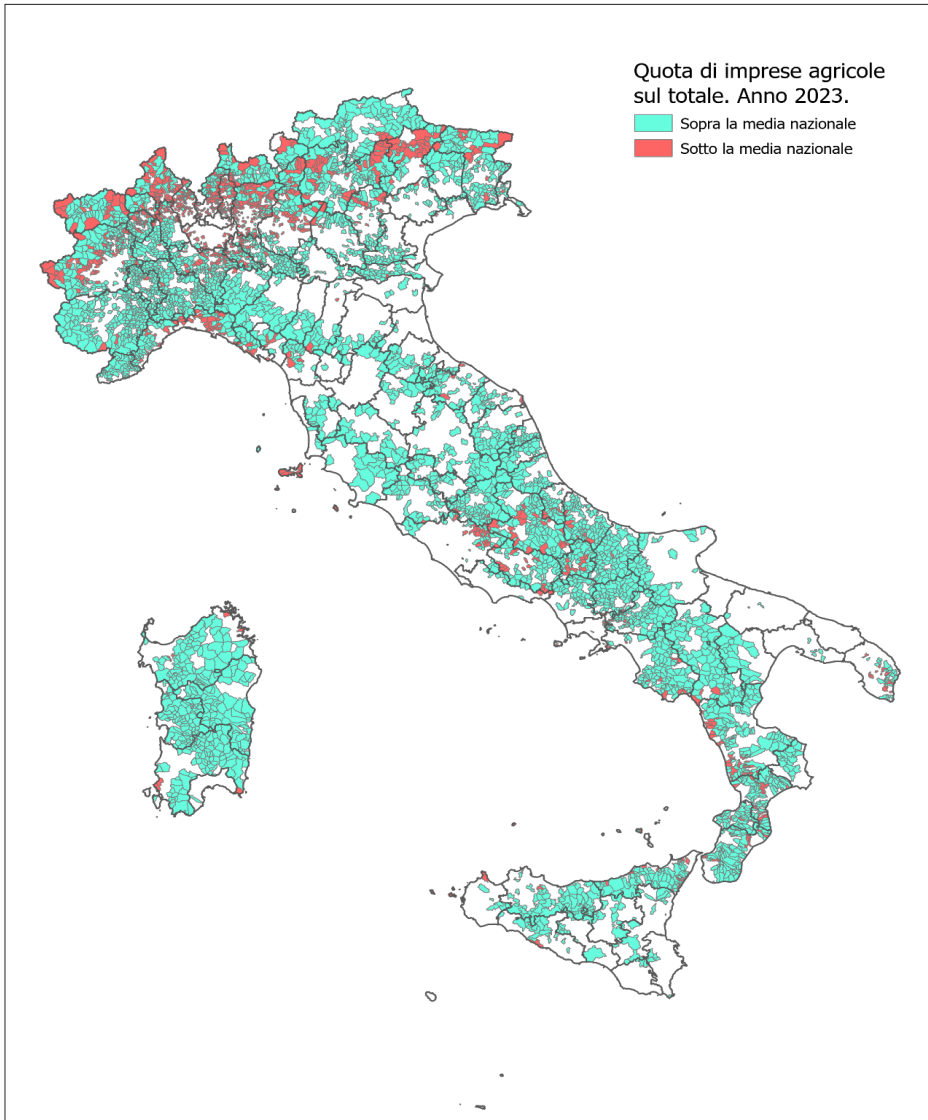 Quota di imprese agricole
sul totale. Anno 2023.
Sopra la media nazionale
Sotto la media nazionale